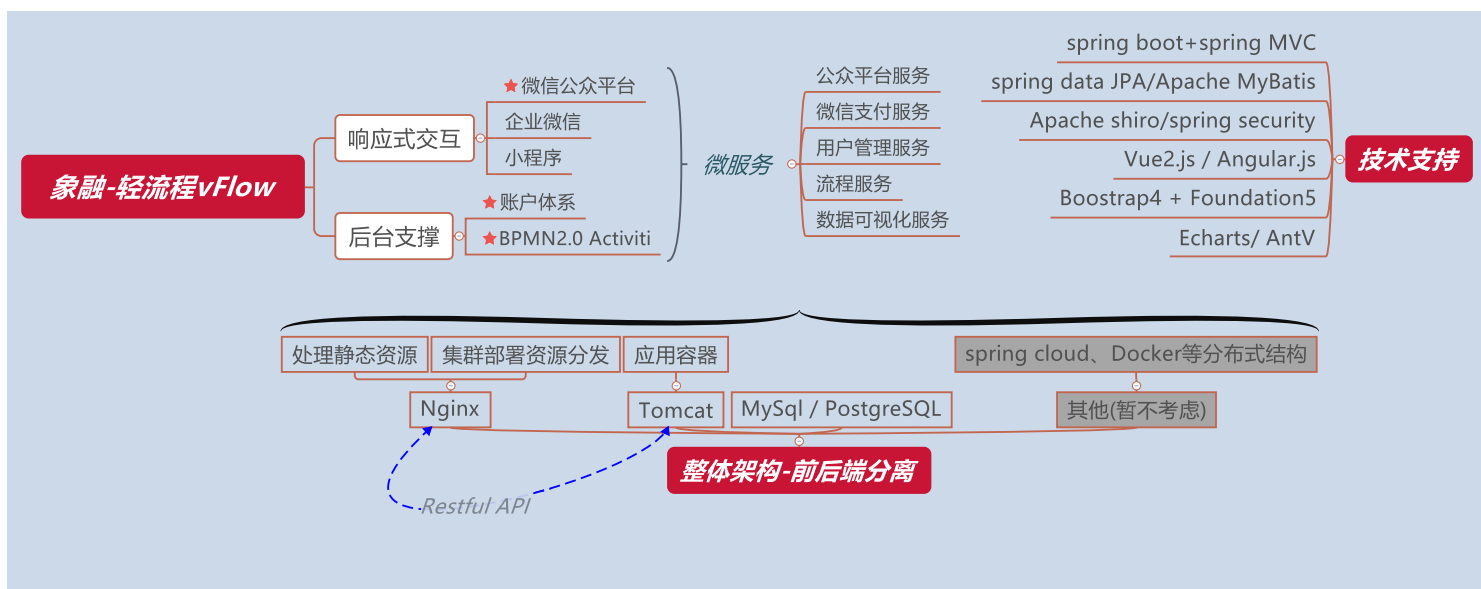 象融-轻流程vFlow
响应式交互
微信公众平台
企业微信
小程序
后台支撑
账户体系
BPMN2.0 Activiti
微服务
公众平台服务
微信支付服务
用户管理服务
流程服务
数据可视化服务
技术支持
spring boot+spring MVC
spring data JPA/Apache MyBatis
Apache shiro/spring security
Vue2.js / Angular.js
Boostrap4 + Foundation5
Echarts/ AntV
处理静态资源
集群部署资源分发
应用容器
spring cloud、Docker等分布式结构
Nginx
Tomcat
MySql / PostgreSQL
其他(暂不考虑)
整体架构-前后端分离
Restful API